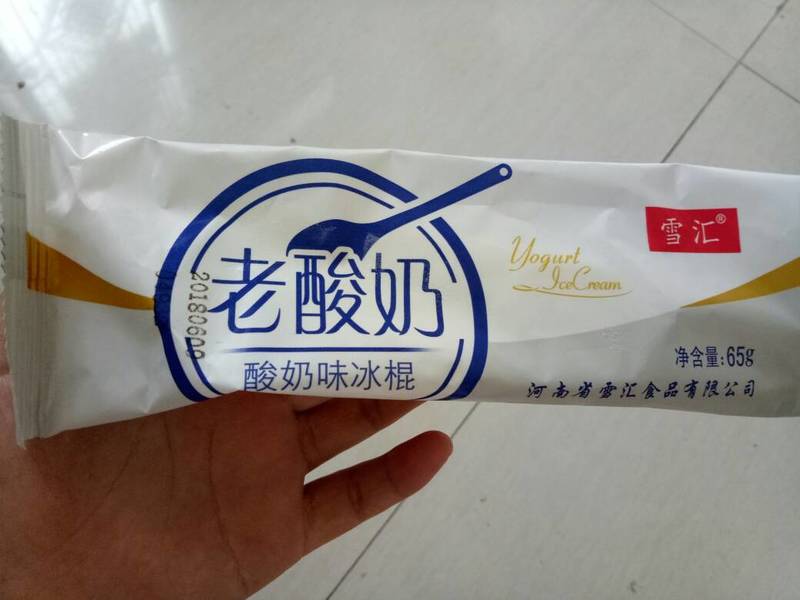 雪汇®
Yogurt
IceCream
老酸奶
酸奶味冰棍
20180609
净含量:65g
河南省雪汇食品有限公司